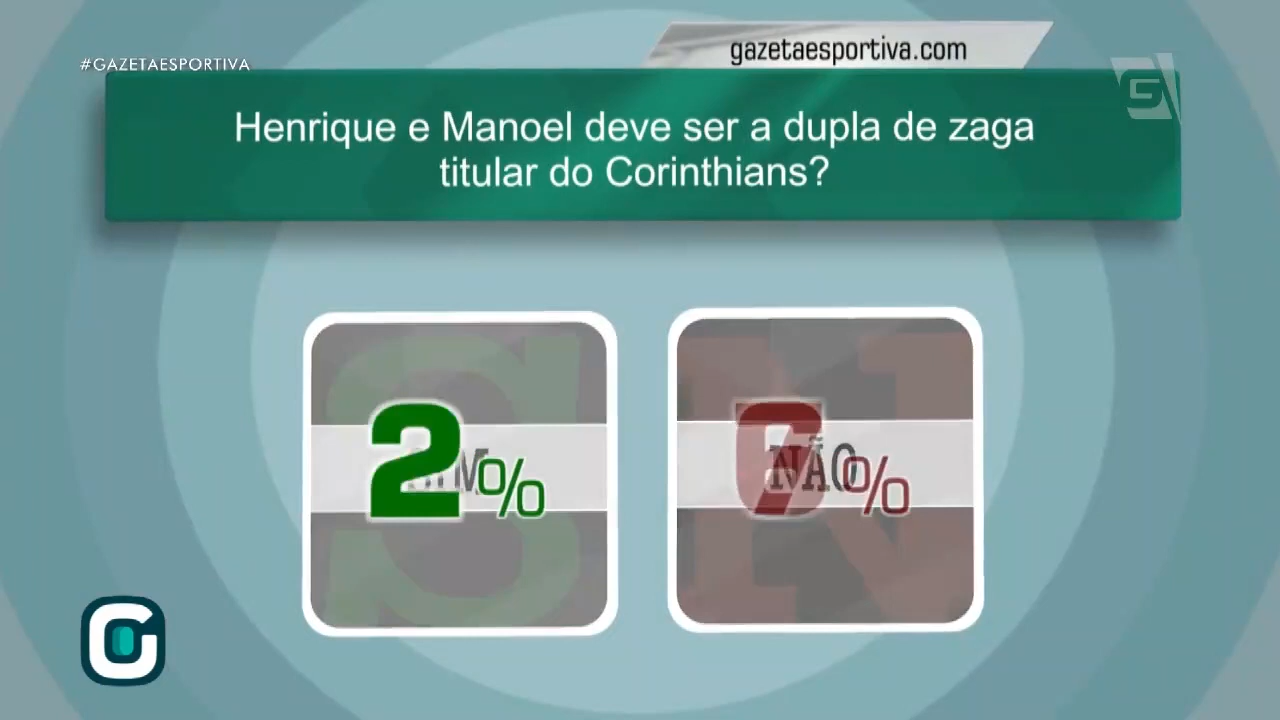 gazetaesportiva.com
#GAZETAESPORTIVA
Henrique e Manoel deve ser a dupla de zaga
titular do Corinthians?
2%
%
NÃO